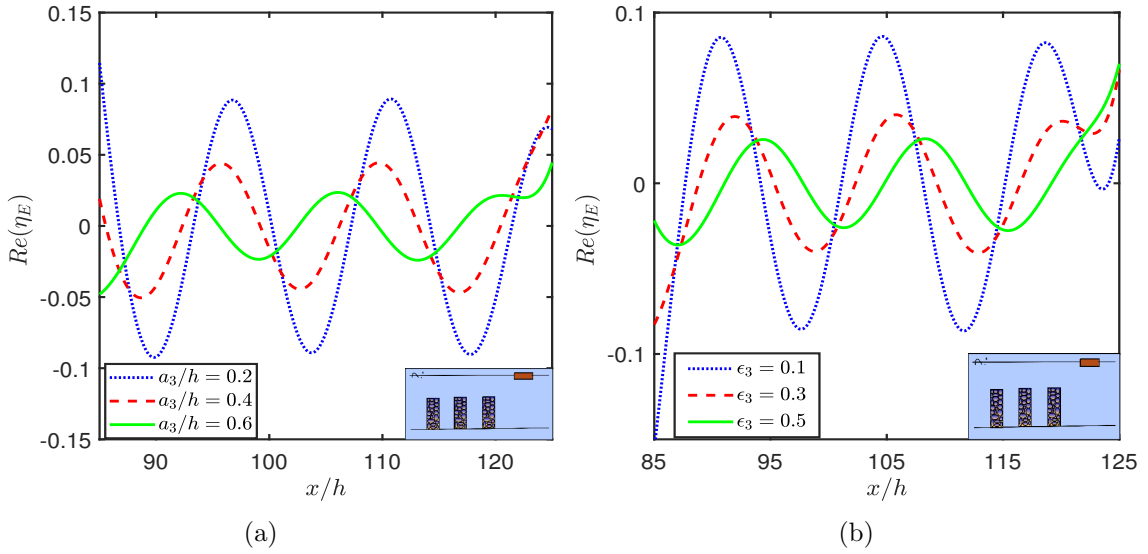 0.15
0.1
0.05
0
-0.05
-0.1
-0.15
Re(η_E)
90 100 110 120
x/h
a_3/h = 0.2
a_3/h = 0.4
a_3/h = 0.6
(a)
0.1
0
-0.1
Re(η_E)
85 95 105 115 125
x/h
ϵ_3 = 0.1
ϵ_3 = 0.3
ϵ_3 = 0.5
(b)